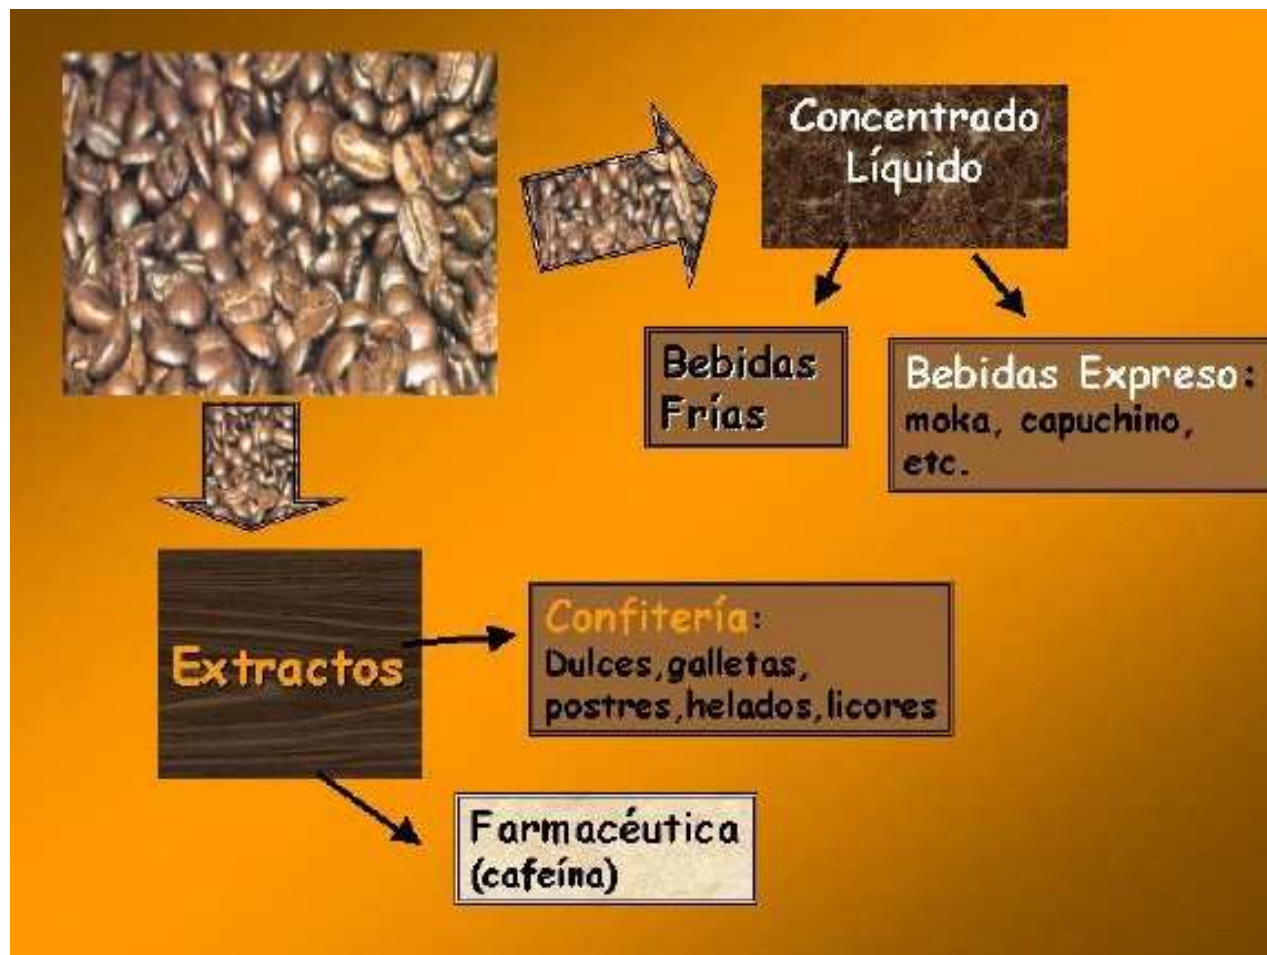 Concentrado
Líquido
Bebidas
Frías
Bebidas Expreso:
moka, capuchino,
etc.
Extractos
Confitería:
Dulces,galletas,
postres,helados,licores
Farmacéutica
(cafeína)